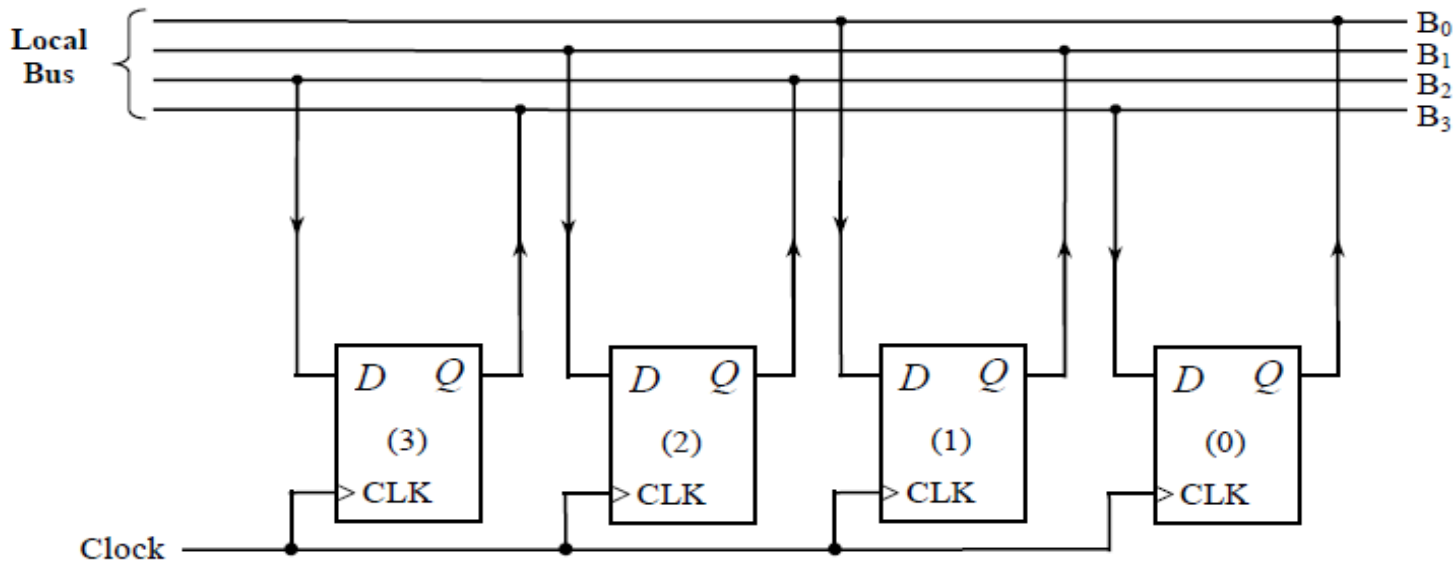 Local
Bus
B₀
B₁
B₂
B₃
D Q
(3)
CLK
D Q
(2)
CLK
D Q
(1)
CLK
D Q
(0)
CLK
Clock